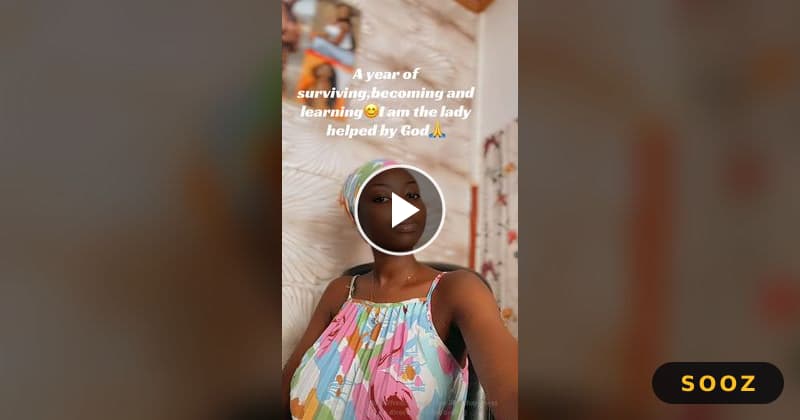 A year of
surviving,becoming and
learning😊I am the lady
helped by God🙏
SOOZ